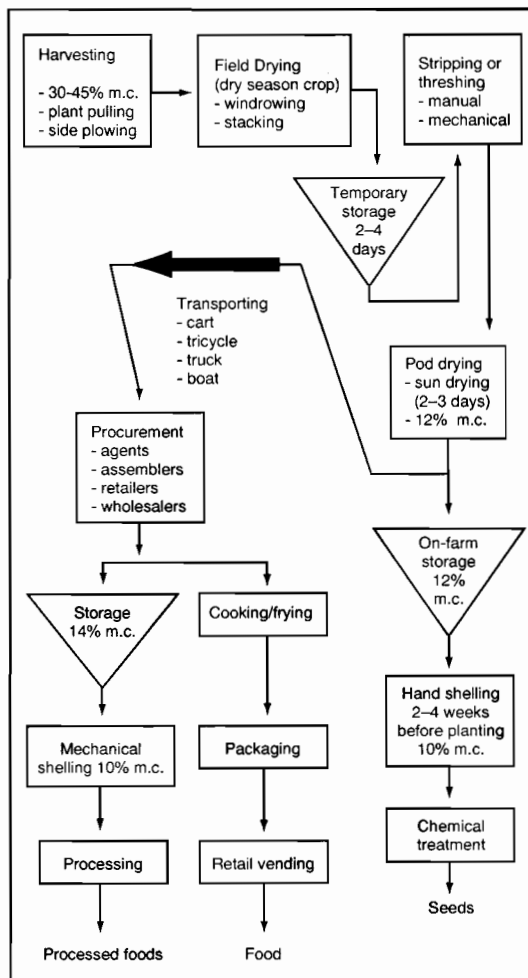 Harvesting
- 30-45% m.c.
- plant pulling
- side plowing
Field Drying
(dry season crop)
- windrowing
- stacking
Stripping or
threshing
- manual
- mechanical
Temporary
storage
2–4
days
Transporting
- cart
- tricycle
- truck
- boat
Pod drying
- sun drying
(2–3 days)
- 12% m.c.
Procurement
- agents
- assemblers
- retailers
- wholesalers
On-farm
storage
12%
m.c.
Storage
14% m.c.
Cooking/frying
Hand shelling
2–4 weeks
before planting
10% m.c.
Mechanical
shelling 10% m.c.
Packaging
Chemical
treatment
Processing
Retail vending
Seeds
Processed foods
Food